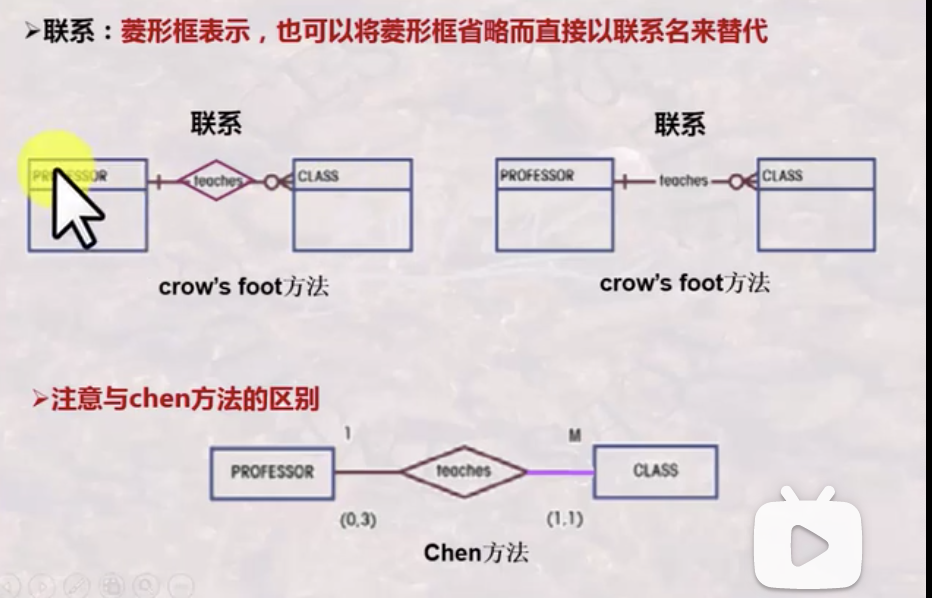 ➢联系：菱形框表示，也可以将菱形框省略而直接以联系名来替代
联系
联系
PROFESSOR
teaches
CLASS
PROFESSOR
teaches
CLASS
crow's foot方法
crow's foot方法
➢注意与chen方法的区别
1
M
PROFESSOR
teaches
CLASS
(0,3)
(1,1)
Chen方法